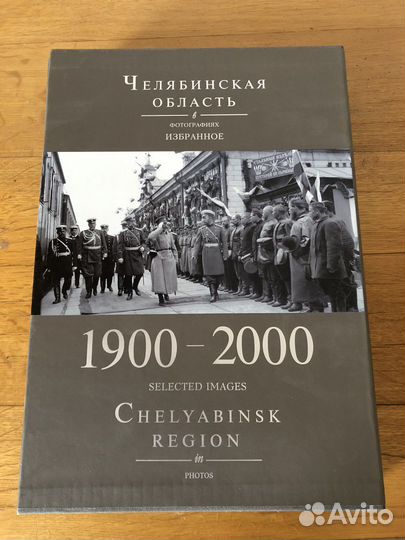 ЧЕЛЯБИНСКАЯ
ОБЛАСТЬ
в
ФОТОГРАФИЯХ
ИЗБРАННОЕ
1900 – 2000
SELECTED IMAGES
CHELYABINSK
REGION
in
PHOTOS
Avito